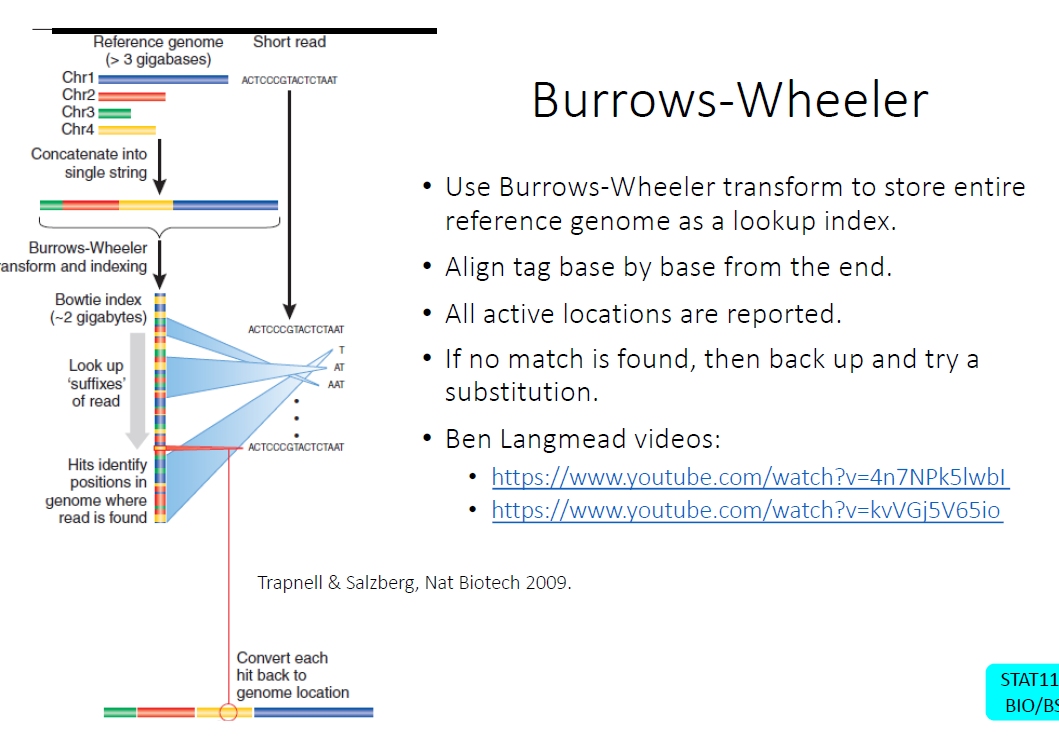 Reference genome
(> 3 gigabases)
Short read
Chr1
ACTCCCGTACTCTAAT
Chr2
Chr3
Chr4
Concatenate into
single string
Burrows-Wheeler
ransform and indexing
Bowtie index
(~2 gigabytes)
ACTCCCGTACTCTAAT
T
AT
AAT
Look up
'suffixes'
of read
ACTCCCGTACTCTAAT
Hits identify
positions in
genome where
read is found
Convert each
hit back to
genome location
Burrows-Wheeler
• Use Burrows-Wheeler transform to store entire
reference genome as a lookup index.
• Align tag base by base from the end.
• All active locations are reported.
• If no match is found, then back up and try a
substitution.
• Ben Langmead videos:
• https://www.youtube.com/watch?v=4n7NPk5lwbI
• https://www.youtube.com/watch?v=kvVGj5V65io
Trapnell & Salzberg, Nat Biotech 2009.
STAT11
BIO/BS